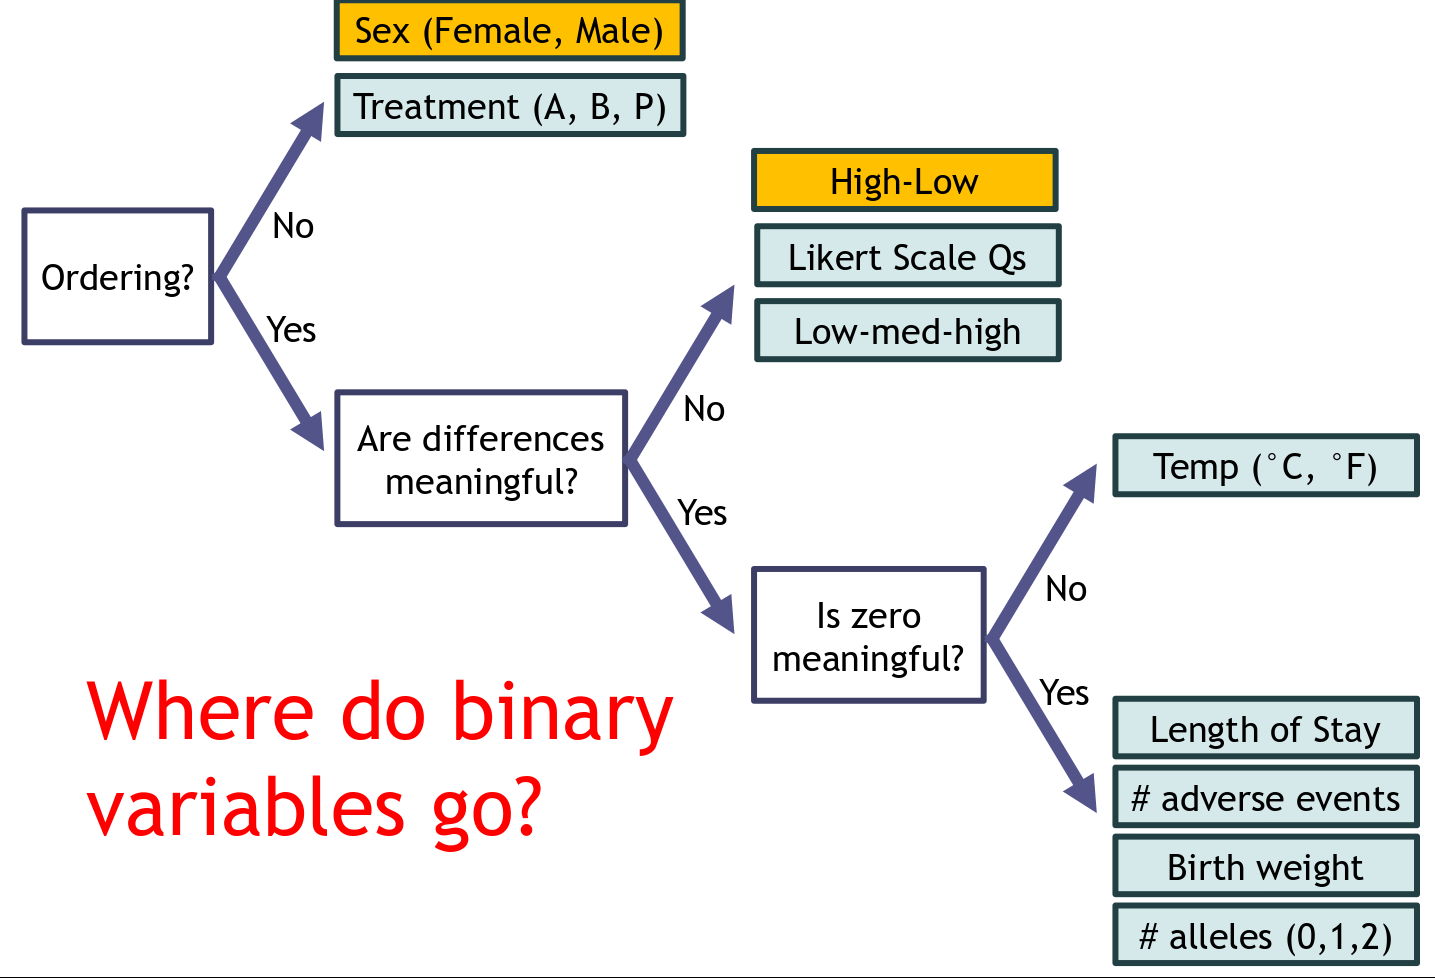 Sex (Female, Male)
Treatment (A, B, P)
No
Ordering?
Yes
High-Low
Likert Scale Qs
Low-med-high
No
Are differences
meaningful?
Yes
Temp (°C, °F)
No
Is zero
meaningful?
Yes
Length of Stay
# adverse events
Birth weight
# alleles (0,1,2)
Where do binary
variables go?